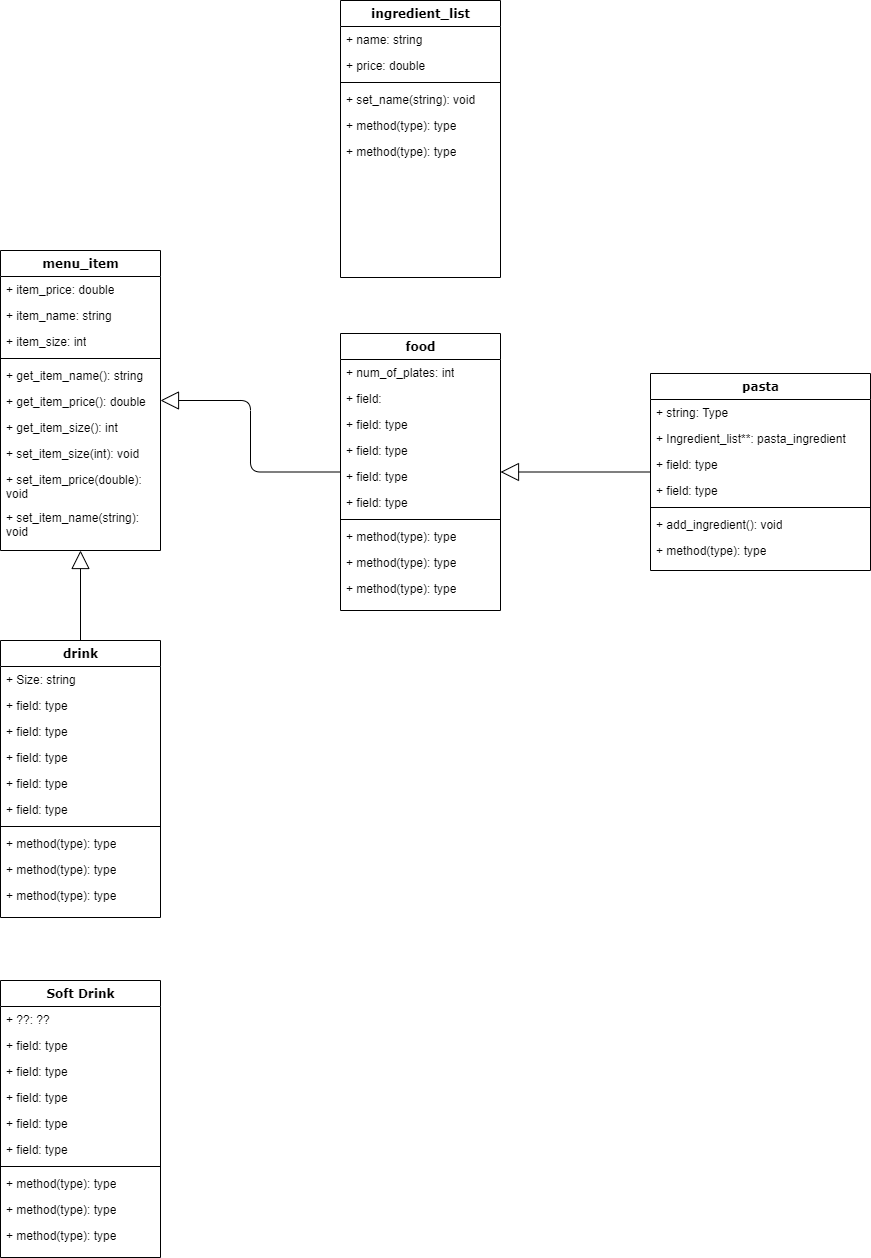 ingredient_list
+ name: string
+ price: double
+ set_name(string): void
+ method(type): type
+ method(type): type
menu_item
+ item_price: double
+ item_name: string
+ item_size: int
+ get_item_name(): string
+ get_item_price(): double
+ get_item_size(): int
+ set_item_size(int): void
+ set_item_price(double):
void
+ set_item_name(string):
void
food
+ num_of_plates: int
+ field:
+ field: type
+ field: type
+ field: type
+ field: type
+ method(type): type
+ method(type): type
+ method(type): type
pasta
+ string: Type
+ Ingredient_list**: pasta_ingredient
+ field: type
+ field: type
+ add_ingredient(): void
+ method(type): type
drink
+ Size: string
+ field: type
+ field: type
+ field: type
+ field: type
+ field: type
+ method(type): type
+ method(type): type
+ method(type): type
Soft Drink
+ ??: ??
+ field: type
+ field: type
+ field: type
+ field: type
+ field: type
+ method(type): type
+ method(type): type
+ method(type): type